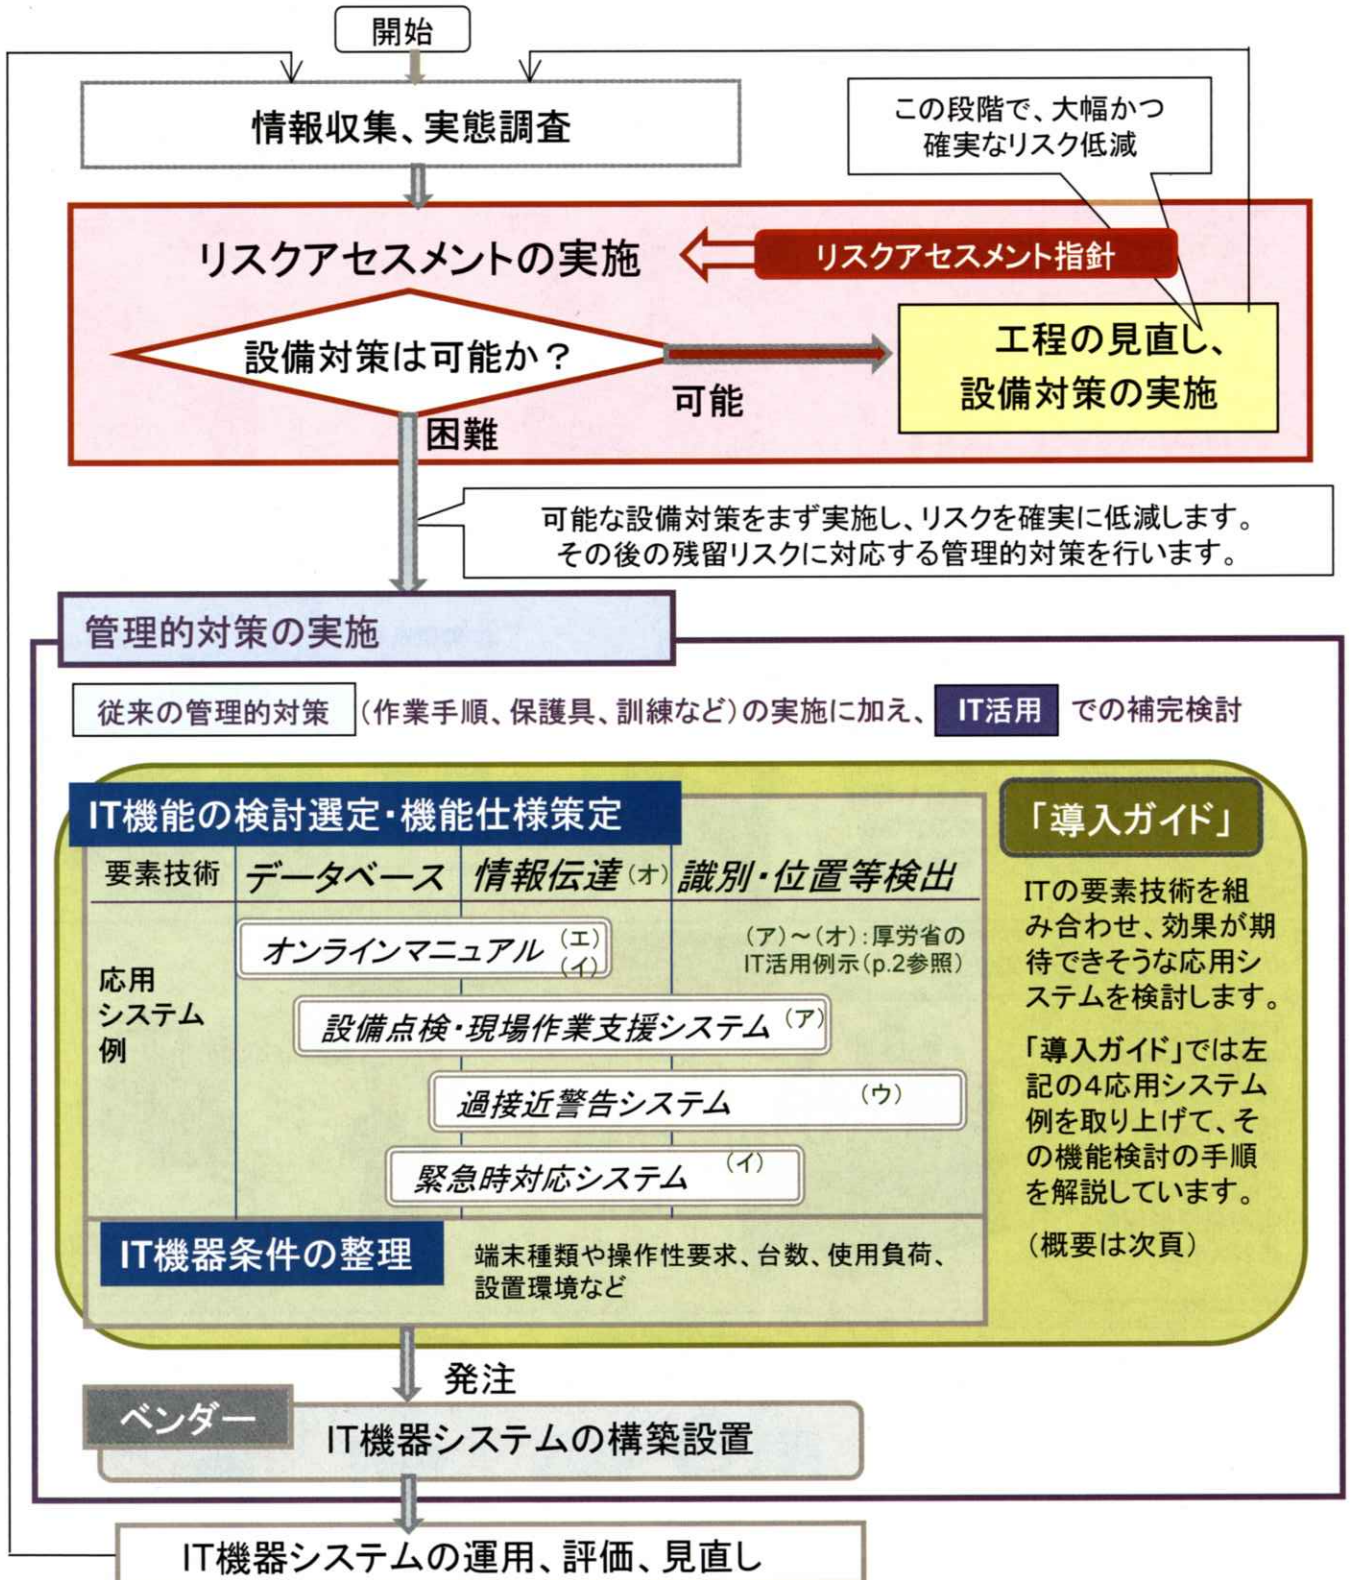 開始
情報収集、実態調査
この段階で、大幅かつ
確実なリスク低減
リスクアセスメントの実施
リスクアセスメント指針
設備対策は可能か？
可能
工程の見直し、
設備対策の実施
困難
可能な設備対策をまず実施し、リスクを確実に低減します。
その後の残留リスクに対応する管理的対策を行います。
管理的対策の実施
従来の管理的対策 (作業手順、保護具、訓練など)の実施に加え、 IT活用 での補完検討
IT機能の検討選定・機能仕様策定
要素技術 データベース 情報伝達(オ) 識別・位置等検出
応用
システム
例
オンラインマニュアル (エ)
(イ)
(ア)～(オ):厚労省の
IT活用例示(p.2参照)
設備点検・現場作業支援システム (ア)
過接近警告システム (ウ)
緊急時対応システム (イ)
IT機器条件の整理
端末種類や操作性要求、台数、使用負荷、
設置環境など
「導入ガイド」
ITの要素技術を組
み合わせ、効果が期
待できそうな応用シ
ステムを検討します。
「導入ガイド」では左
記の4応用システム
例を取り上げて、そ
の機能検討の手順
を解説しています。
(概要は次頁)
発注
ベンダー
IT機器システムの構築設置
IT機器システムの運用、評価、見直し